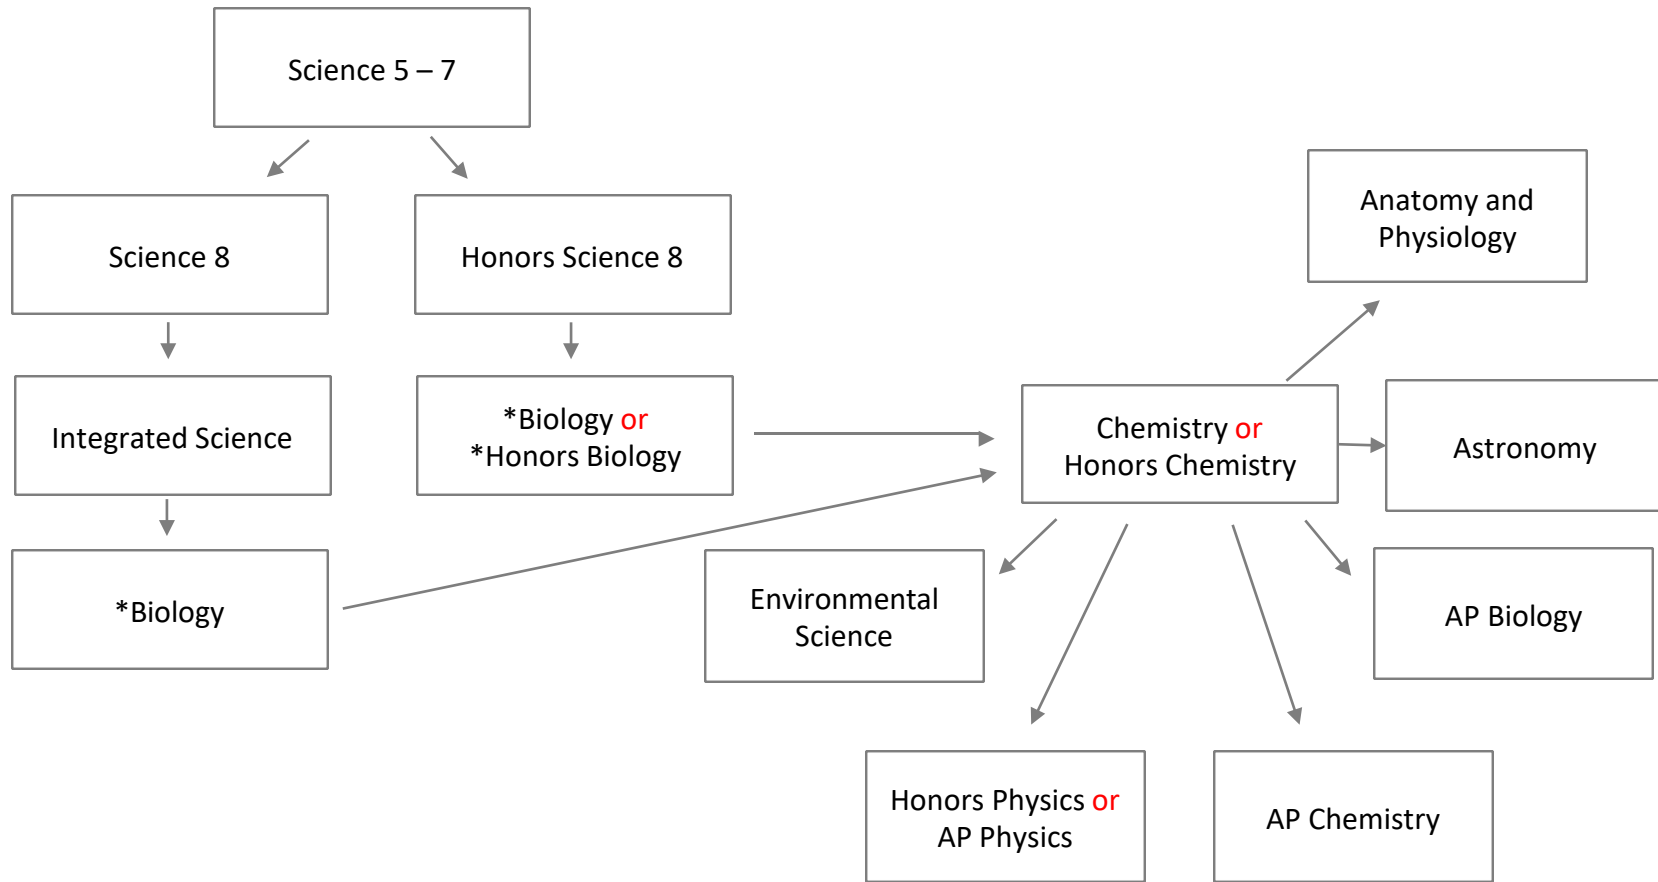 Science 5 – 7
Science 8
Honors Science 8
Integrated Science
*Biology or
*Honors Biology
*Biology
Chemistry or
Honors Chemistry
Anatomy and
Physiology
Astronomy
AP Biology
Environmental
Science
Honors Physics or
AP Physics
AP Chemistry